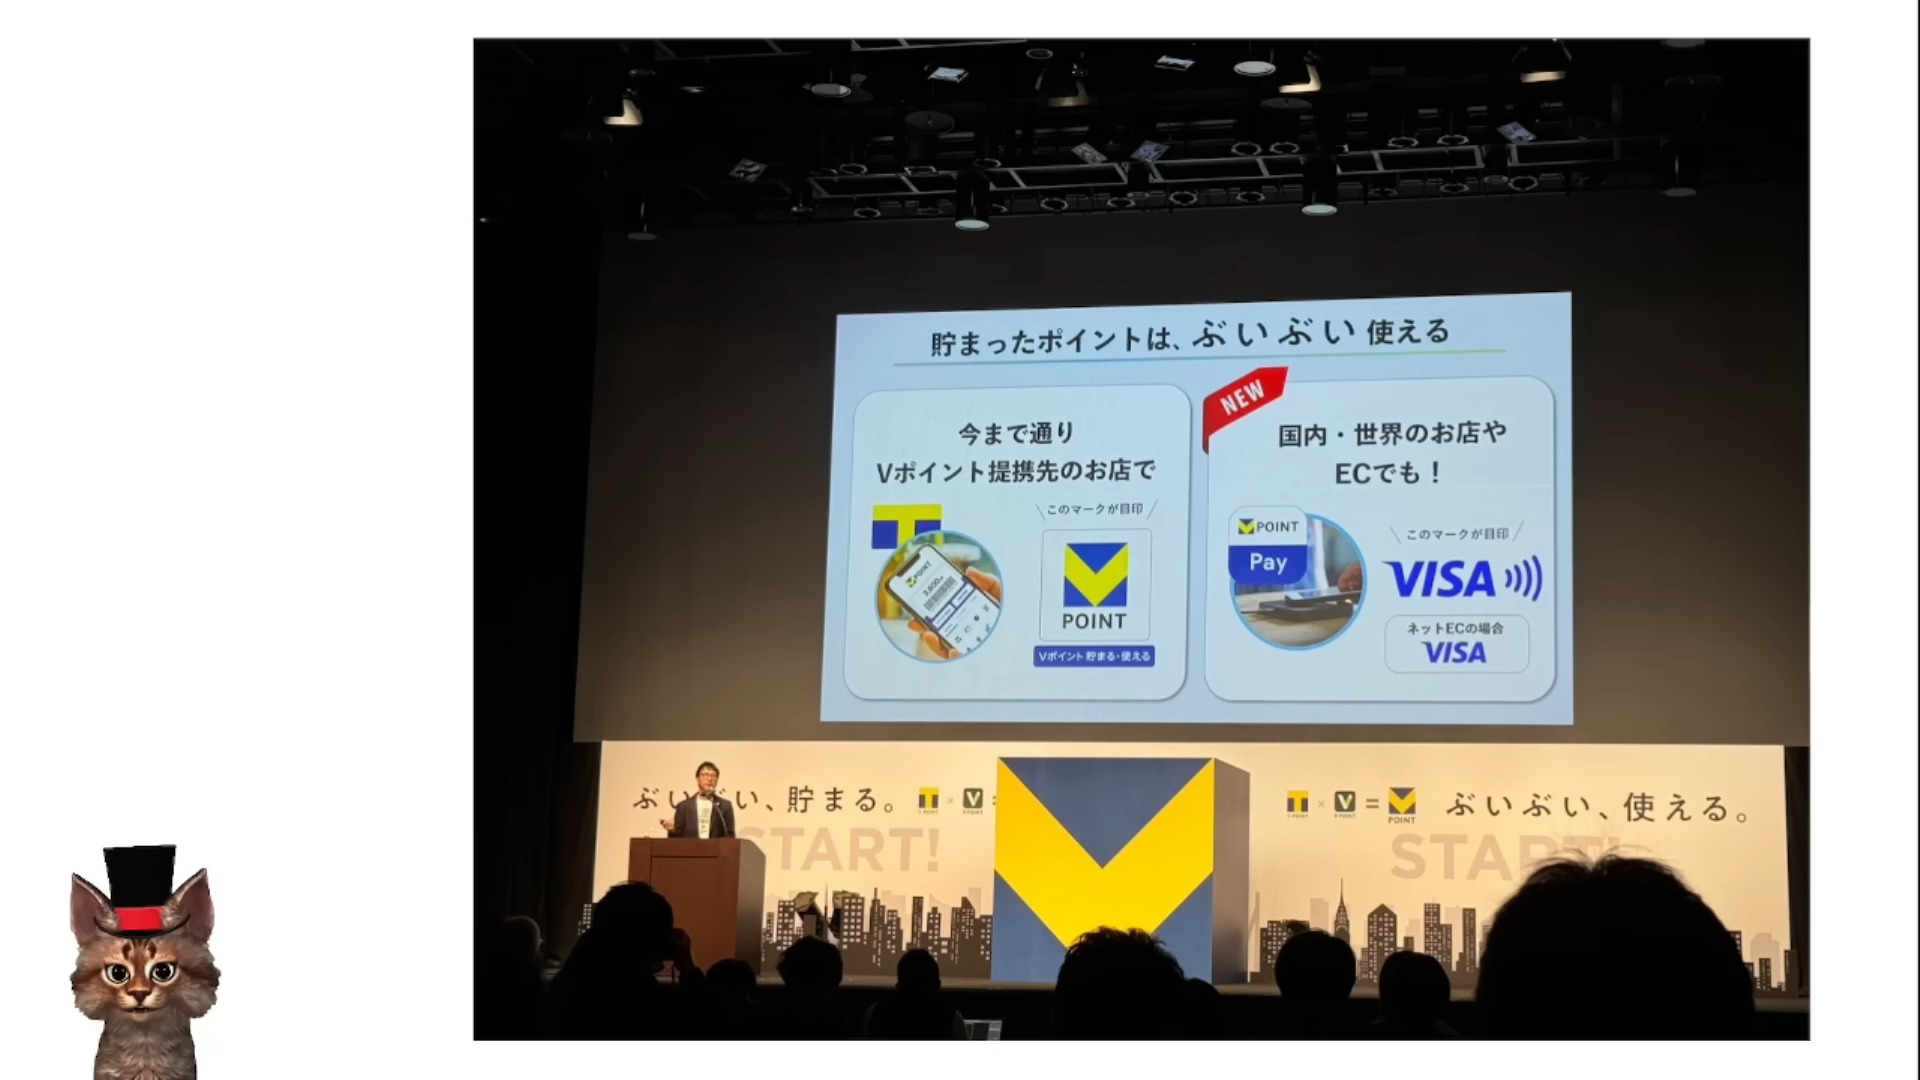 貯まったポイントは、ぶいぶい使える
今まで通り
Vポイント提携先のお店で
このマークが目印
POINT
Vポイント 貯まる・使える
POINT
3,600
NEW
国内・世界のお店や
ECでも！
POINT
Pay
このマークが目印
VISA
ネットECの場合
VISA
い、貯まる。 T × V
START!
T × V = POINT ぶいぶい、使える。
START!